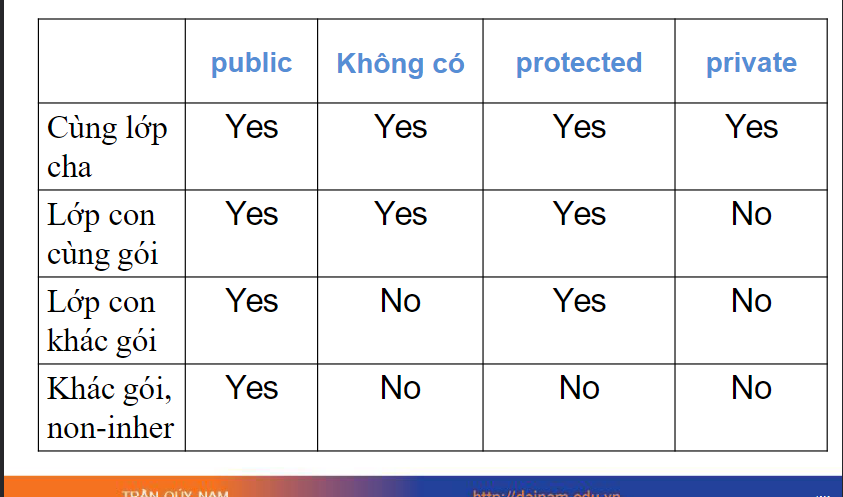 public Không có protected private
Cùng lớp Yes Yes Yes Yes
cha
Lớp con Yes Yes Yes No
cùng gói
Lớp con Yes No Yes No
khác gói
Khác gói, Yes No No No
non-inher
TRẦN QÚY NAM http://dainam.edu.vn